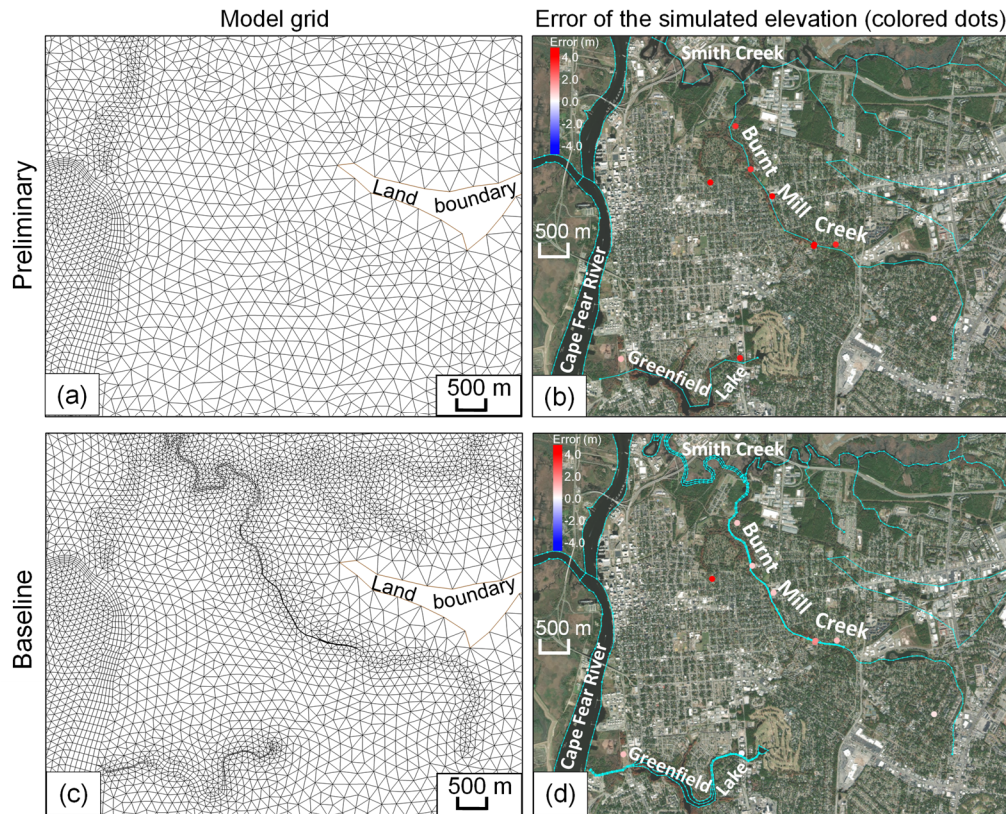 Model grid
Error of the simulated elevation (colored dots)
Preliminary
Land boundary
(a)
500 m
Error (m)
4.0
2.0
0.0
-2.0
-4.0
Smith Creek
Burnt Mill Creek
500 m
Cape Fear River
Greenfield Lake
(b)
Baseline
Land boundary
(c)
500 m
Error (m)
4.0
2.0
0.0
-2.0
-4.0
Smith Creek
Burnt Mill Creek
500 m
Cape Fear River
Greenfield Lake
(d)